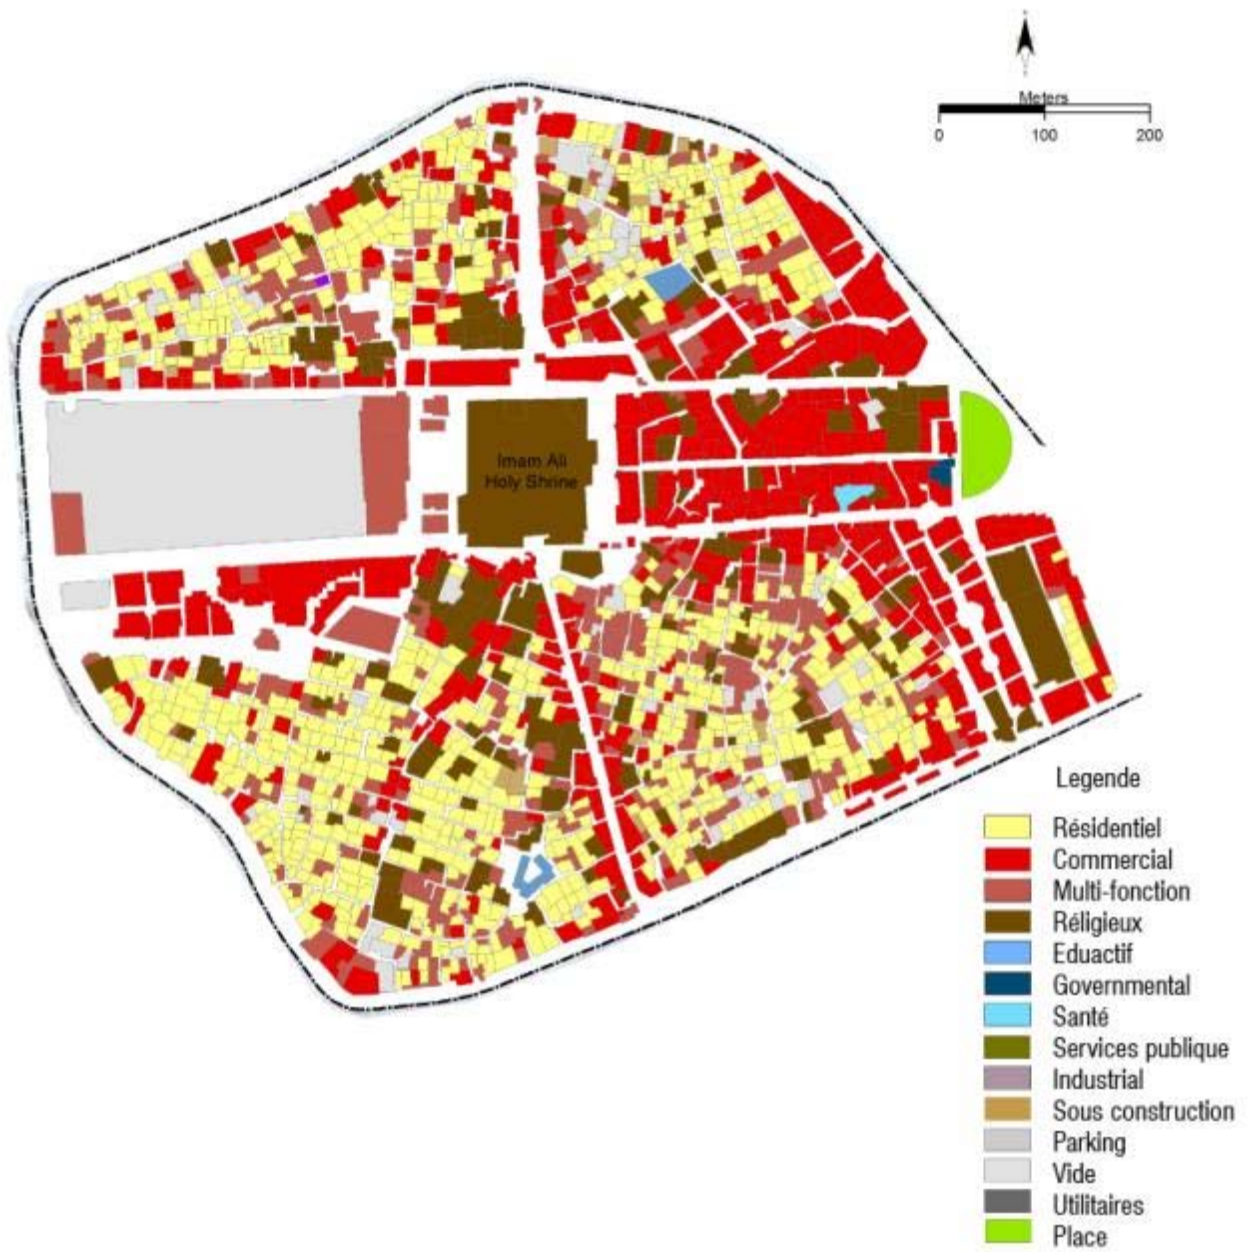 Meters
0 100 200
Imam Ali
Holy Shrine
Legende
Résidentiel
Commercial
Multi-fonction
Réligieux
Eduactif
Governmental
Santé
Services publique
Industrial
Sous construction
Parking
Vide
Utilitaires
Place